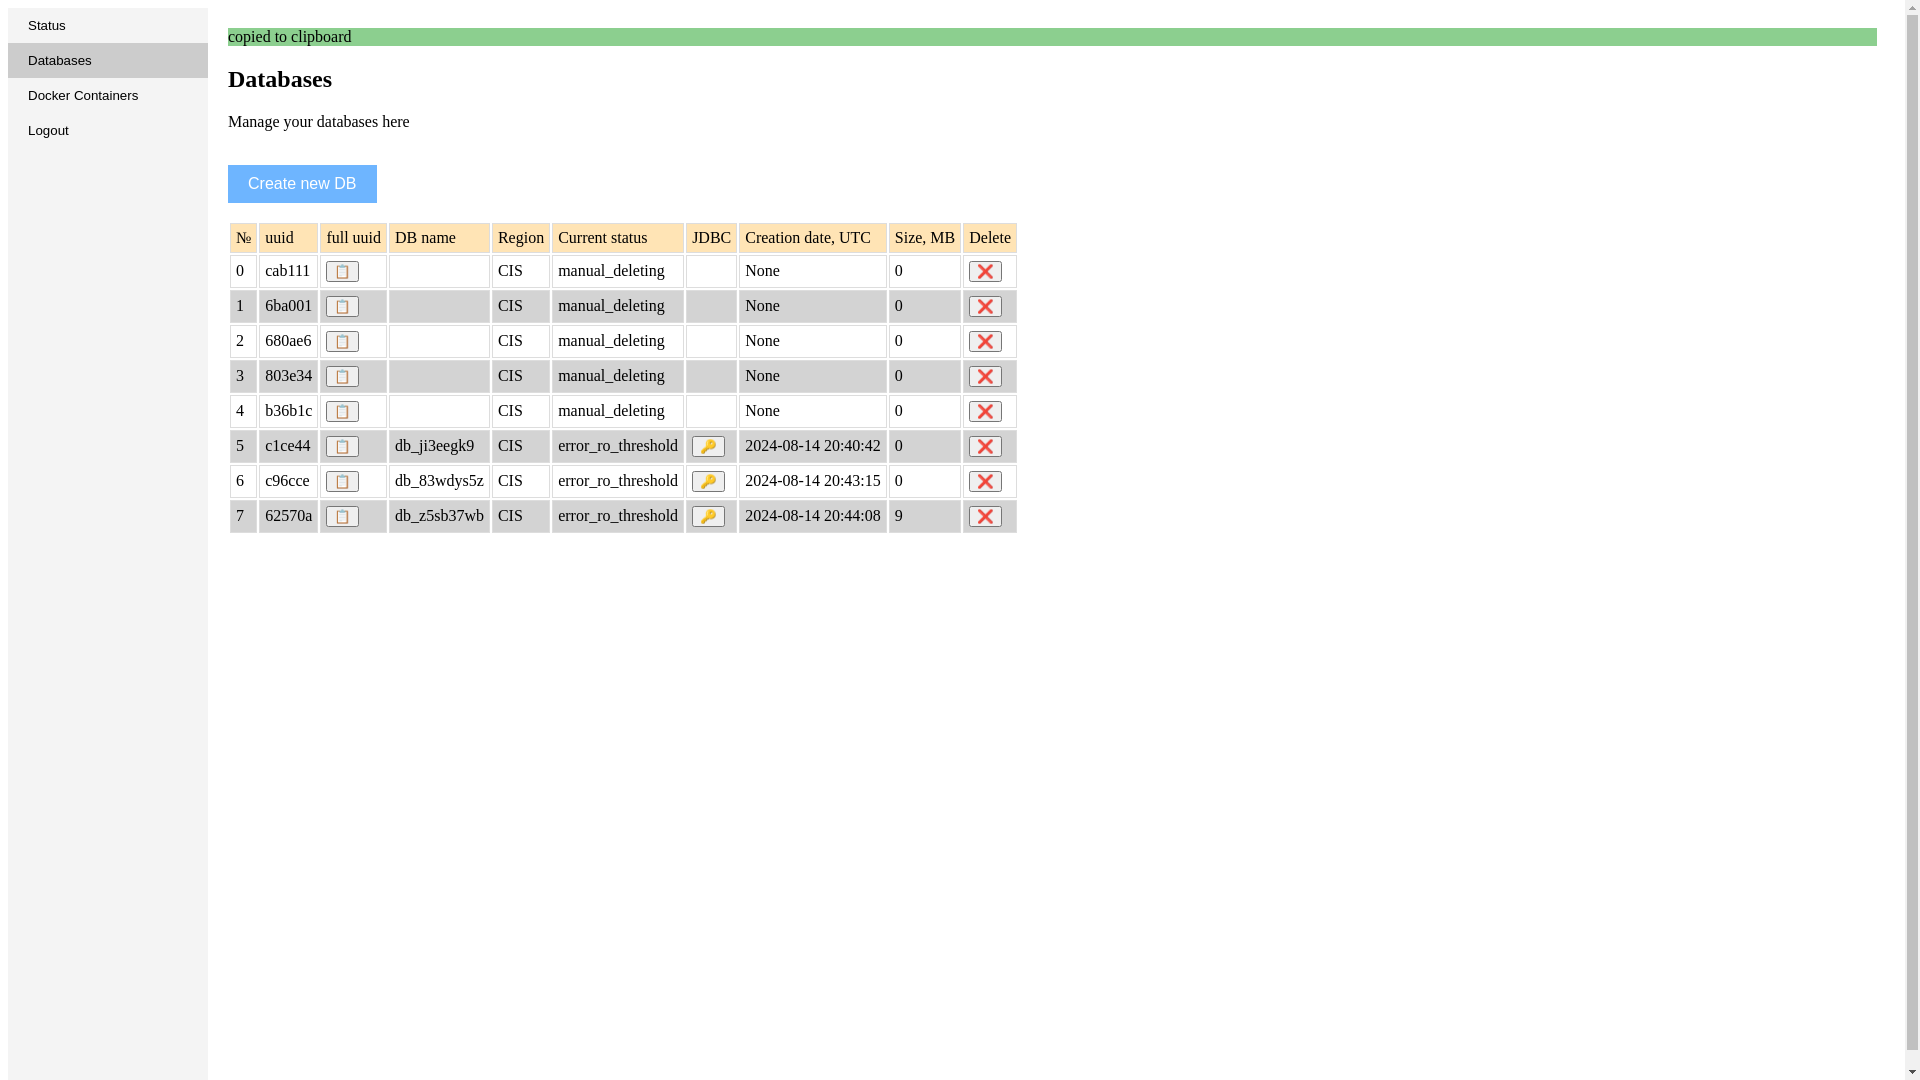 Status
Databases
Docker Containers
Logout
copied to clipboard
Databases
Manage your databases here
Create new DB
№ uuid full uuid DB name Region Current status JDBC Creation date, UTC Size, MB Delete
0 cab111 CIS manual_deleting None 0
1 6ba001 CIS manual_deleting None 0
2 680ae6 CIS manual_deleting None 0
3 803e34 CIS manual_deleting None 0
4 b36b1c CIS manual_deleting None 0
5 c1ce44 db_ji3eegk9 CIS error_ro_threshold 2024-08-14 20:40:42 0
6 c96cce db_83wdys5z CIS error_ro_threshold 2024-08-14 20:43:15 0
7 62570a db_z5sb37wb CIS error_ro_threshold 2024-08-14 20:44:08 9